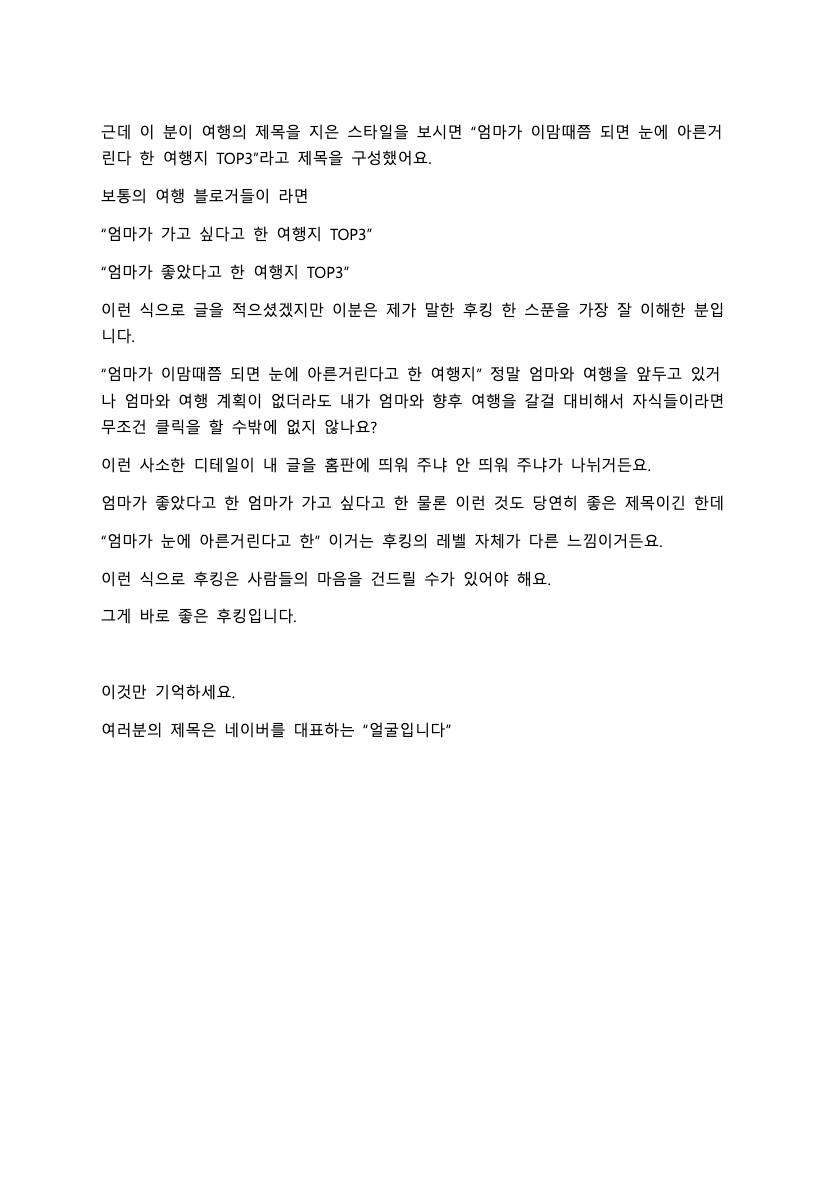 근데 이 분이 여행의 제목을 지은 스타일을 보시면 “엄마가 이맘때쯤 되면 눈에 아른거
린다 한 여행지 TOP3”라고 제목을 구성했어요.
보통의 여행 블로거들이 라면
“엄마가 가고 싶다고 한 여행지 TOP3”
“엄마가 좋았다고 한 여행지 TOP3”
이런 식으로 글을 적으셨겠지만 이분은 제가 말한 후킹 한 스푼을 가장 잘 이해한 분입
니다.
“엄마가 이맘때쯤 되면 눈에 아른거린다고 한 여행지” 정말 엄마와 여행을 앞두고 있거
나 엄마와 여행 계획이 없더라도 내가 엄마와 향후 여행을 갈걸 대비해서 자식들이라면
무조건 클릭을 할 수밖에 없지 않나요?
이런 사소한 디테일이 내 글을 홈판에 띄워 주냐 안 띄워 주냐가 나뉘거든요.
엄마가 좋았다고 한 엄마가 가고 싶다고 한 물론 이런 것도 당연히 좋은 제목이긴 한데
“엄마가 눈에 아른거린다고 한” 이거는 후킹의 레벨 자체가 다른 느낌이거든요.
이런 식으로 후킹은 사람들의 마음을 건드릴 수가 있어야 해요.
그게 바로 좋은 후킹입니다.
이것만 기억하세요.
여러분의 제목은 네이버를 대표하는 “얼굴입니다”